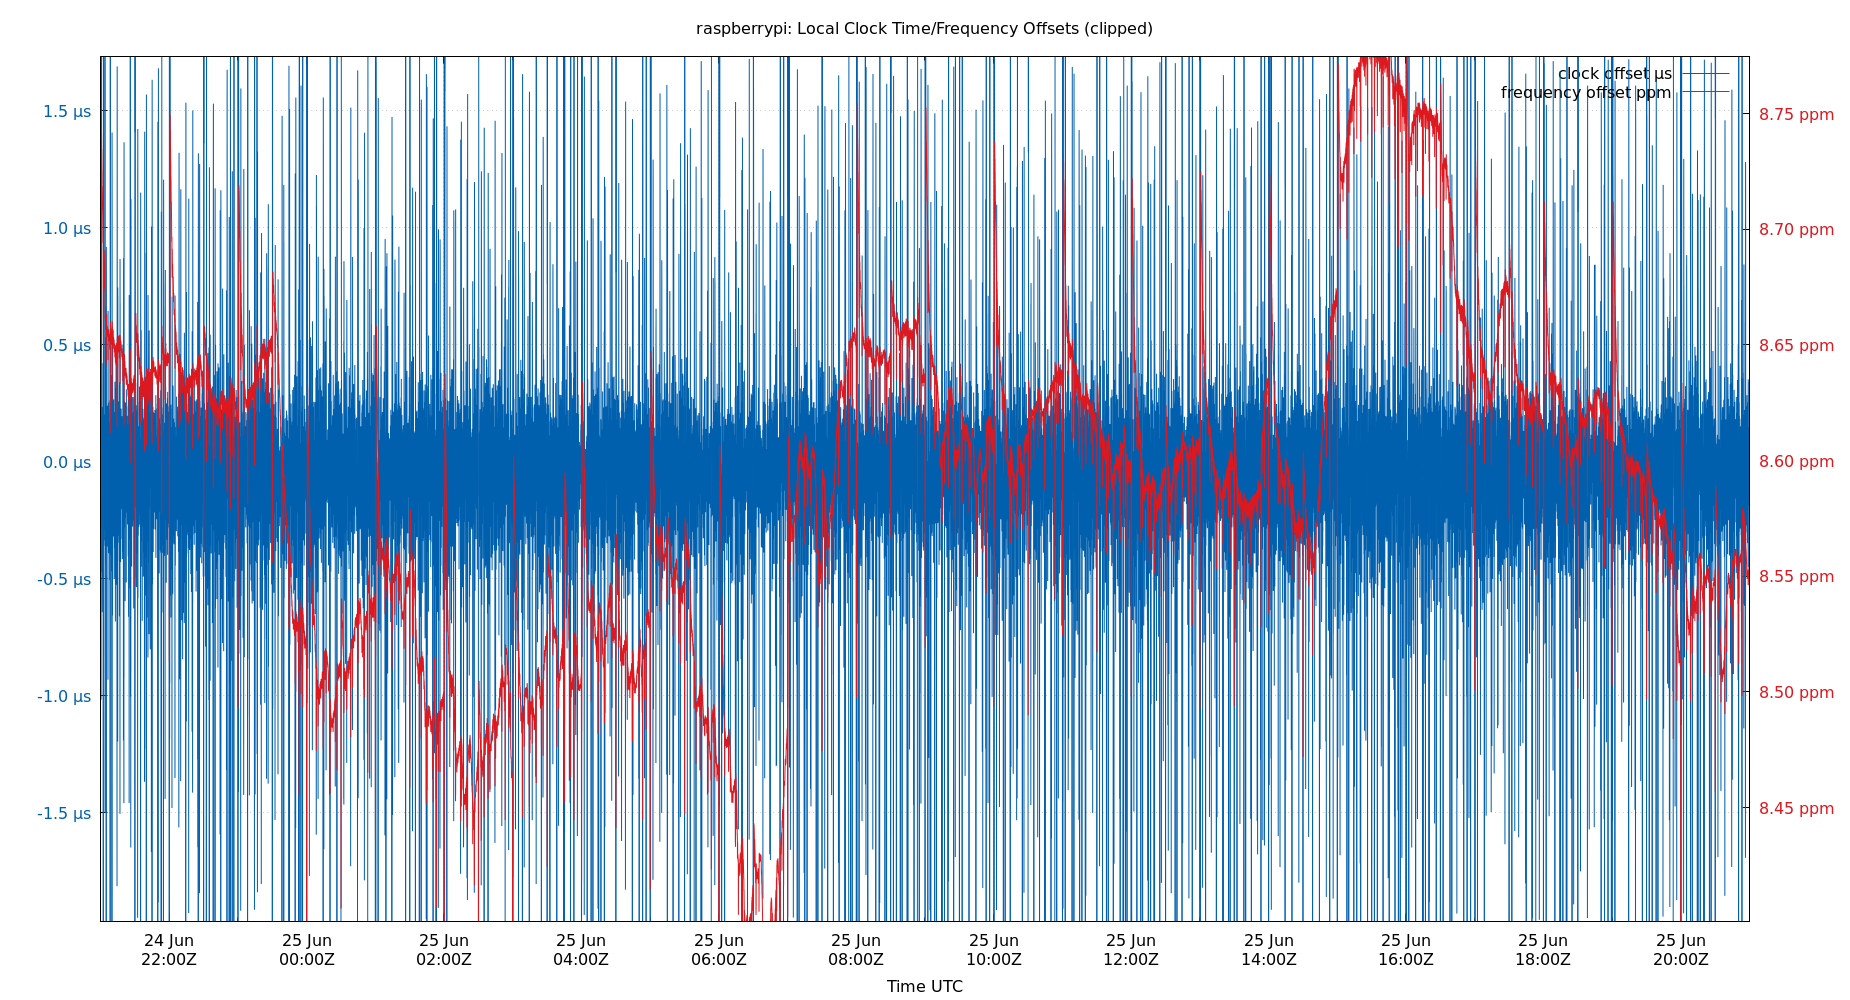 raspberrypi: Local Clock Time/Frequency Offsets (clipped)
clock offset µs
frequency offset ppm
1.5 µs
1.0 µs
0.5 µs
0.0 µs
-0.5 µs
-1.0 µs
-1.5 µs
8.75 ppm
8.70 ppm
8.65 ppm
8.60 ppm
8.55 ppm
8.50 ppm
8.45 ppm
24 Jun 25 Jun 25 Jun 25 Jun 25 Jun 25 Jun 25 Jun 25 Jun 25 Jun 25 Jun 25 Jun 25 Jun
22:00Z 00:00Z 02:00Z 04:00Z 06:00Z 08:00Z 10:00Z 12:00Z 14:00Z 16:00Z 18:00Z 20:00Z
Time UTC